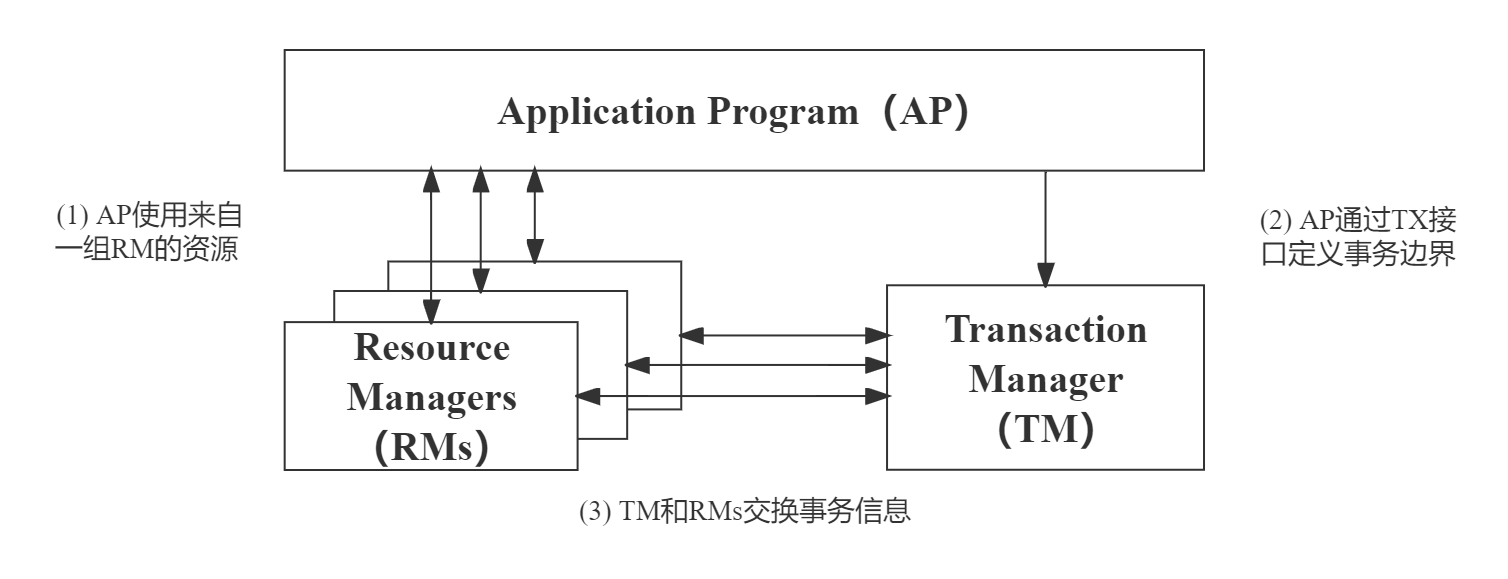 Application Program（AP）
(1) AP使用来自
一组RM的资源
(2) AP通过TX接
口定义事务边界
Resource
Managers
（RMs）
Transaction
Manager
（TM）
(3) TM和RMs交换事务信息